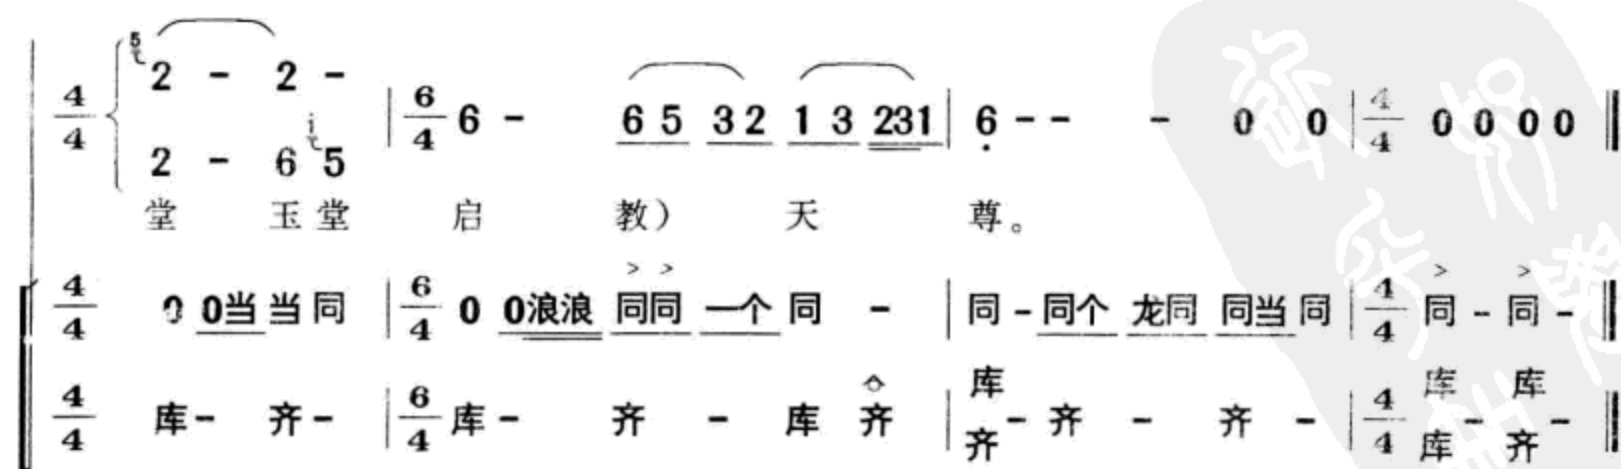 5
4/4 2 - 2 - | 6/4 6 - 6 5 3 2 1 3 2 3 1 | 6 - - - 0 0 | 4/4 0 0 0 0
i
2 - 6 5
堂 玉堂 启 教） 天 尊。
> > > >
4/4 0 0当 当 同 | 6/4 0 0浪浪 同同 一个 同 - | 同 - 同个 龙同 同当 同 | 4/4 同 - 同 -
4/4 库 - 齐 - | 6/4 库 - 齐 - 库 齐 | 库 - 齐 - 齐 - | 4/4 库 - 库 -
齐 库 齐